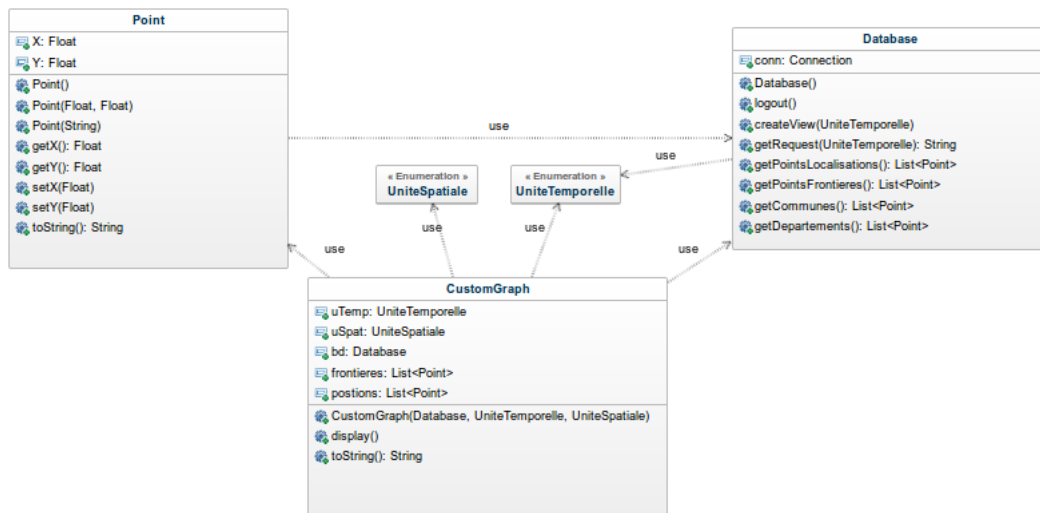 Point
X: Float
Y: Float
Point()
Point(Float, Float)
Point(String)
getX(): Float
getY(): Float
setX(Float)
setY(Float)
toString(): String
use
Database
conn: Connection
Database()
logout()
createView(UniteTemporelle)
getRequest(UniteTemporelle): String
getPointsLocalisations(): List<Point>
getPointsFrontieres(): List<Point>
getCommunes(): List<Point>
getDepartements(): List<Point>
use
« Enumeration »
UniteSpatiale
« Enumeration »
UniteTemporelle
use
use
use
use
CustomGraph
uTemp: UniteTemporelle
uSpat: UniteSpatiale
bd: Database
frontieres: List<Point>
postions: List<Point>
CustomGraph(Database, UniteTemporelle, UniteSpatiale)
display()
toString(): String